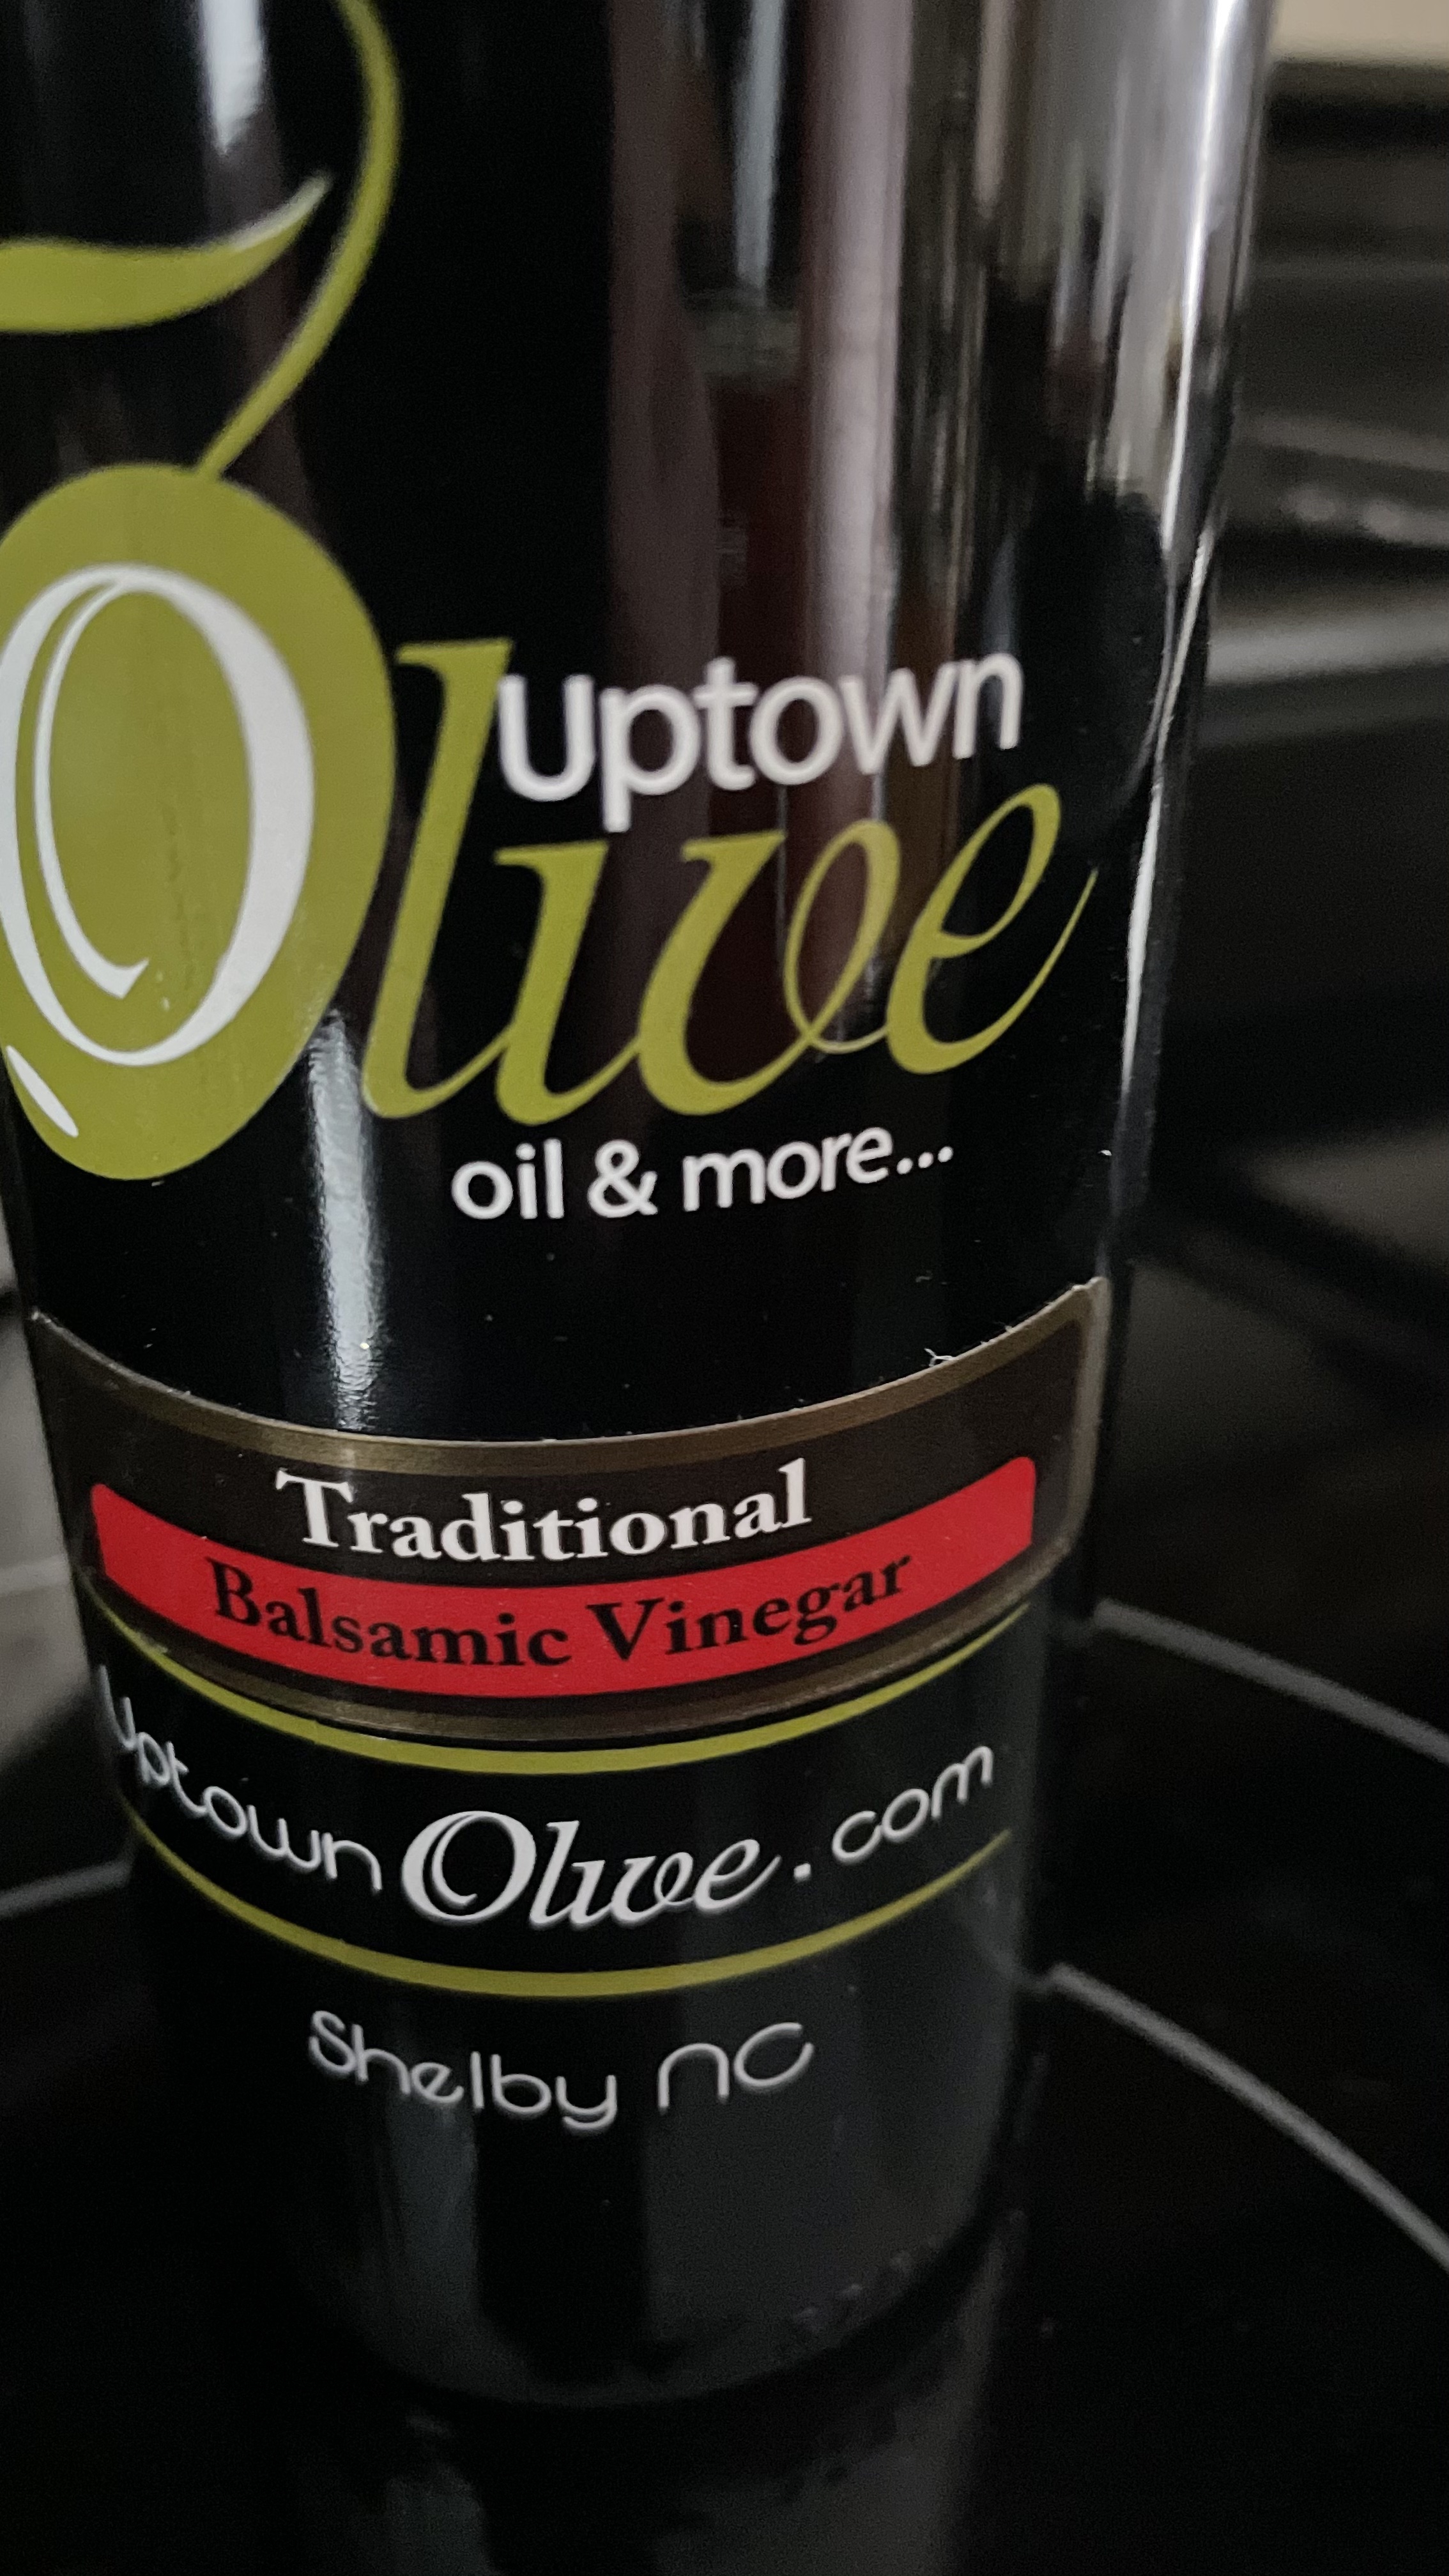 Uptown
Olive
oil & more...
Traditional
Balsamic Vinegar
UptownOlive.com
Shelby NC